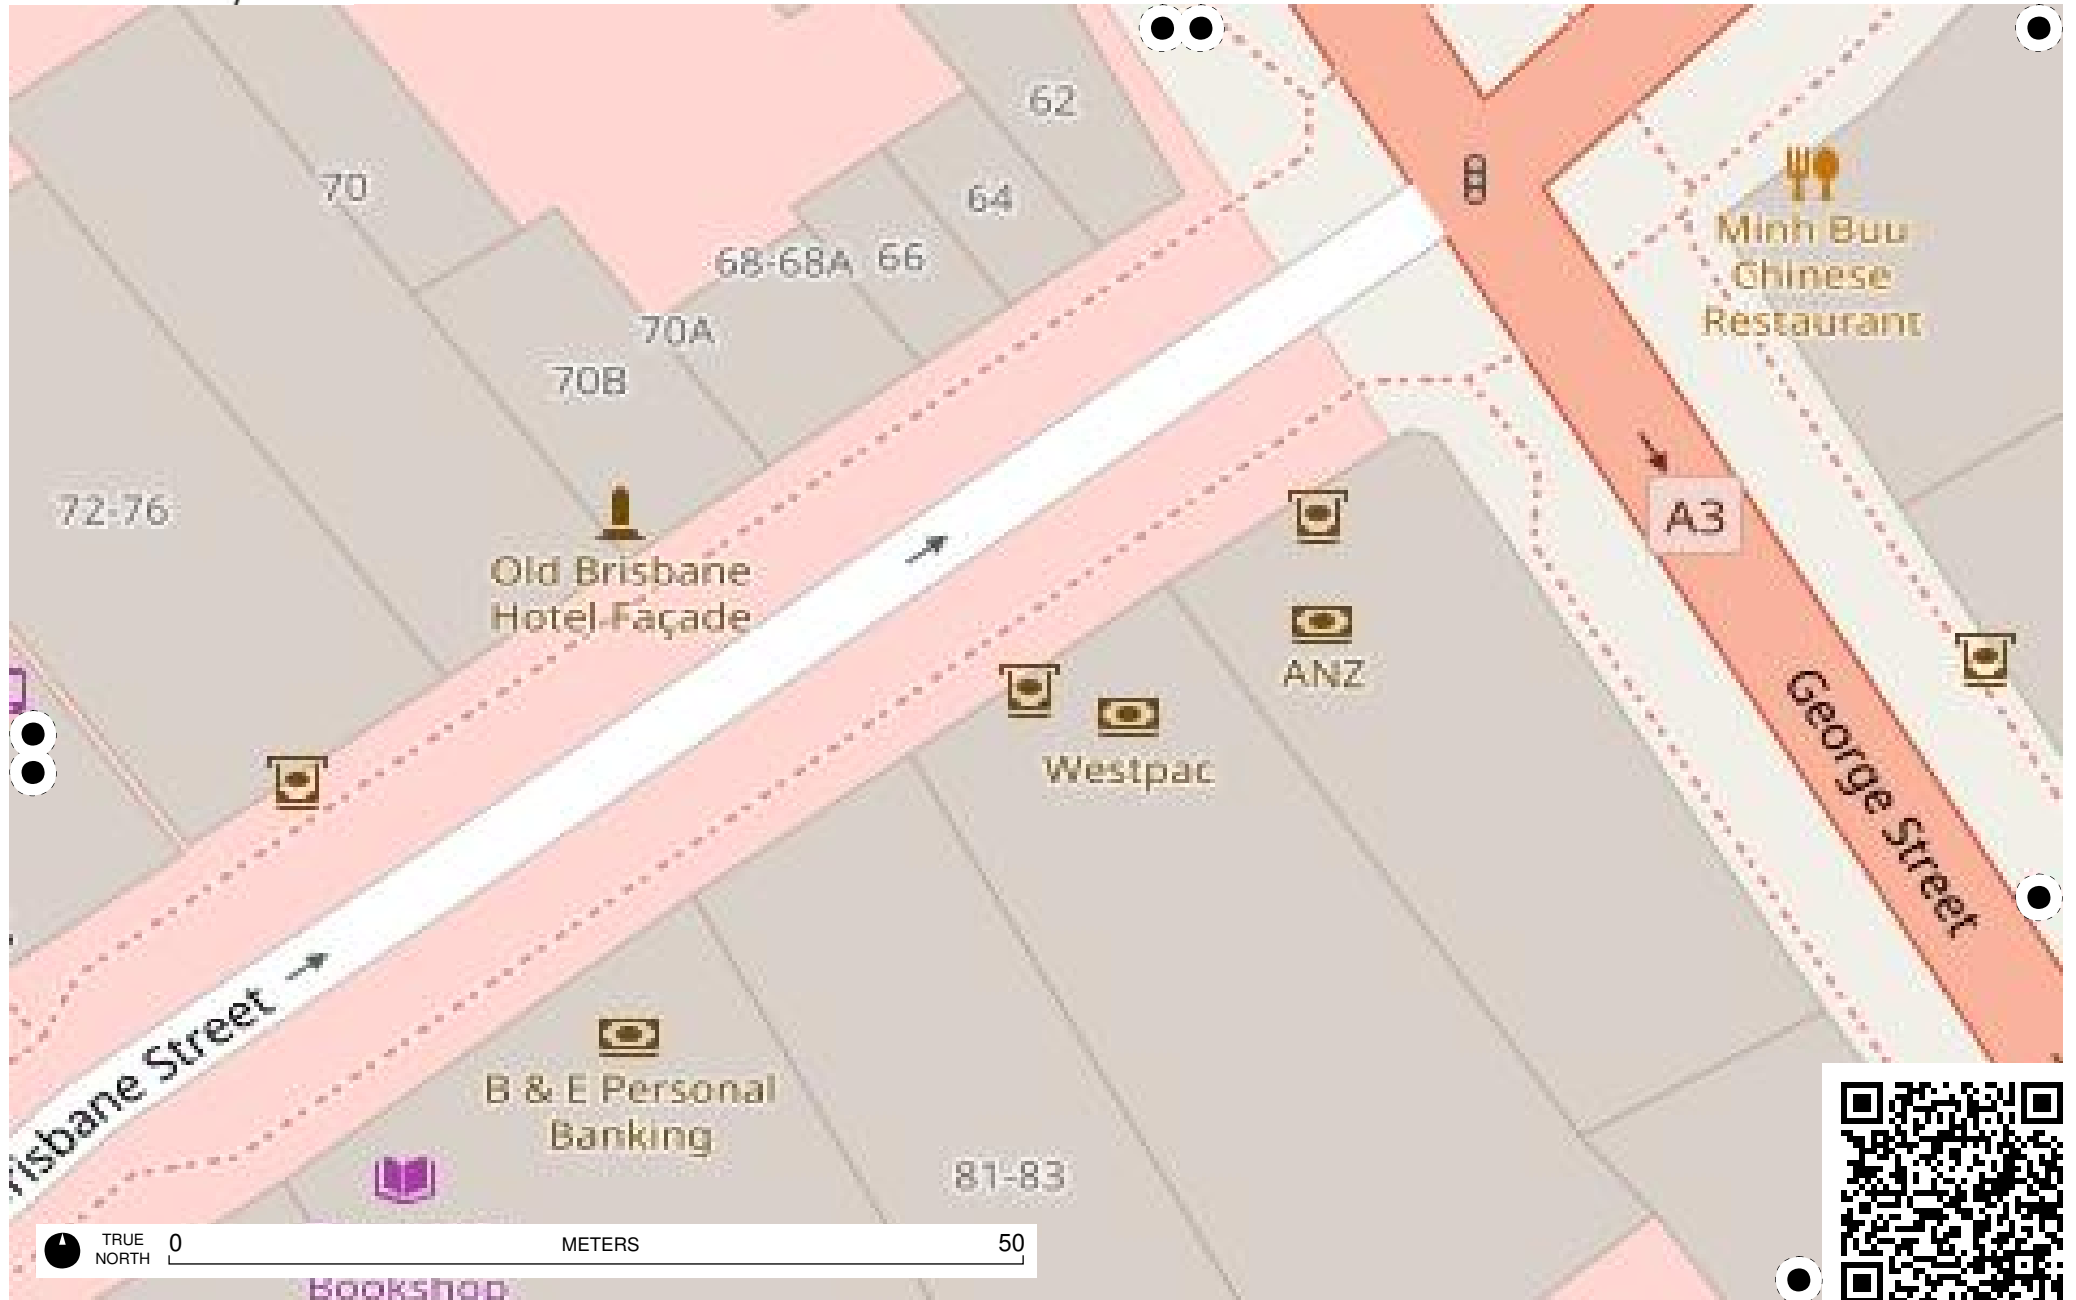 62
70
64
68-68A
66
Minh Buu
Chinese
Restaurant
70A
70B
72-76
A3
Old Brisbane
Hotel-Façade
ANZ
Westpac
George Street
risbane Street
B & E Personal
Banking
81-83
TRUE
NORTH
0
METERS
50
Bookshop